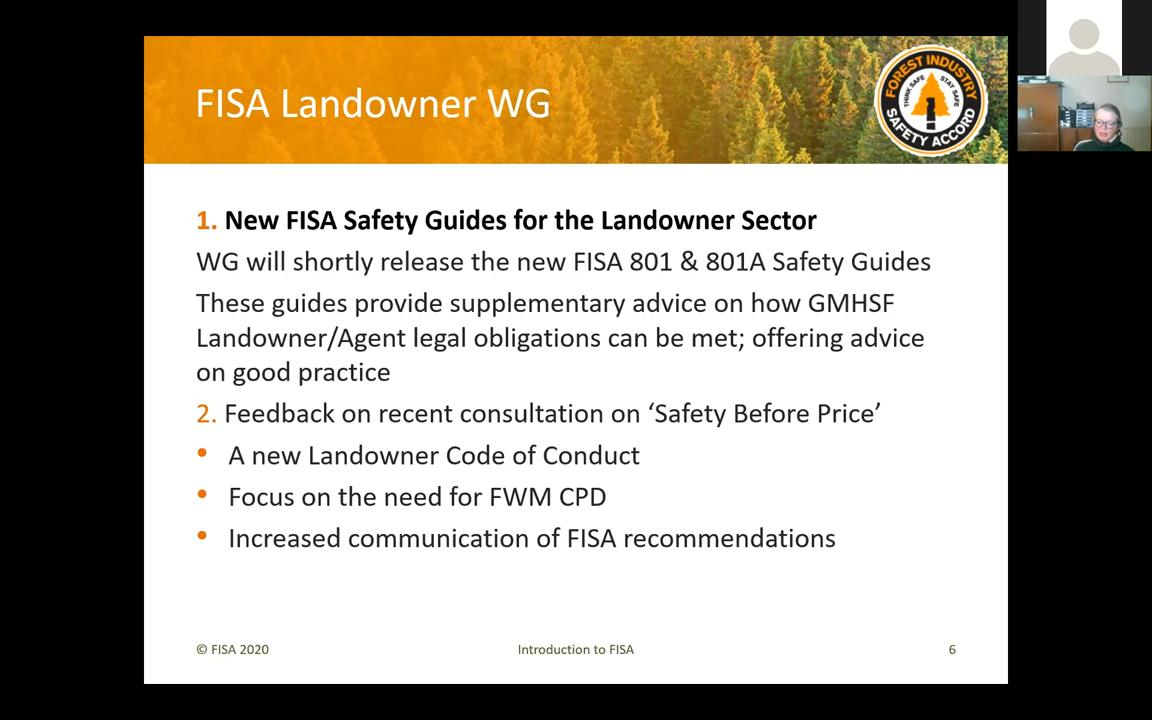 FISA Landowner WG
FOREST INDUSTRY
THINK SAFE
STAY SAFE
SAFETY ACCORD
1. New FISA Safety Guides for the Landowner Sector
WG will shortly release the new FISA 801 & 801A Safety Guides
These guides provide supplementary advice on how GMHSF
Landowner/Agent legal obligations can be met; offering advice
on good practice
2. Feedback on recent consultation on ‘Safety Before Price’
• A new Landowner Code of Conduct
• Focus on the need for FWM CPD
• Increased communication of FISA recommendations
© FISA 2020
Introduction to FISA
6